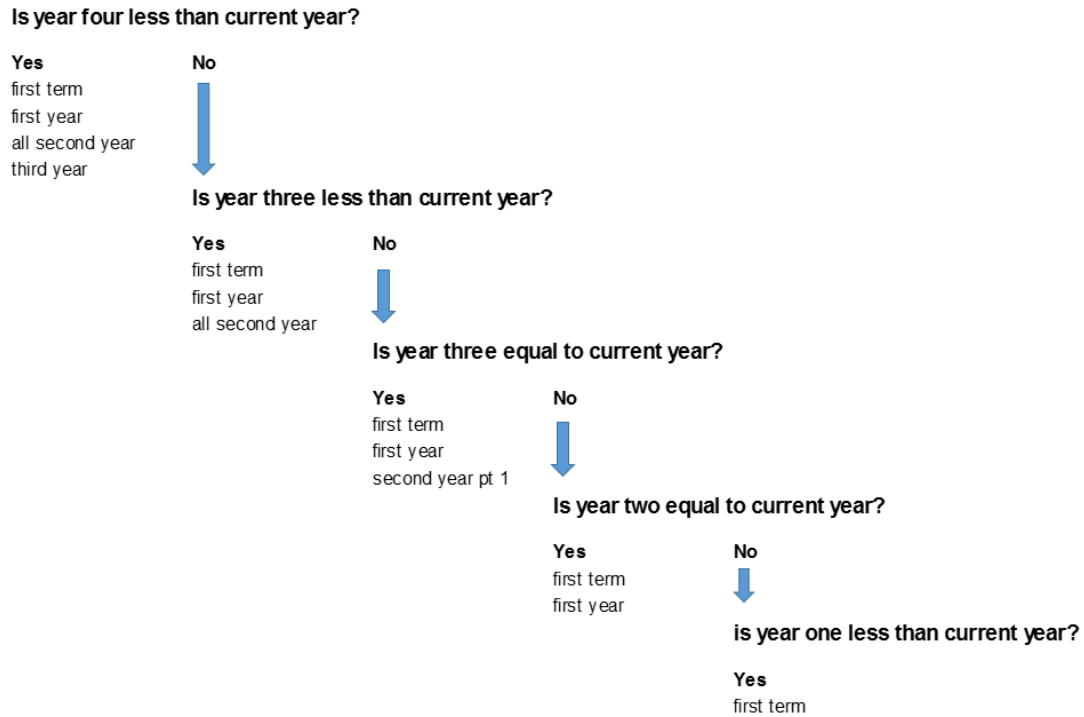 Is year four less than current year?
Yes No
first term
first year
all second year
third year
Is year three less than current year?
Yes No
first term
first year
all second year
Is year three equal to current year?
Yes No
first term
first year
second year pt 1
Is year two equal to current year?
Yes No
first term
first year
is year one less than current year?
Yes
first term